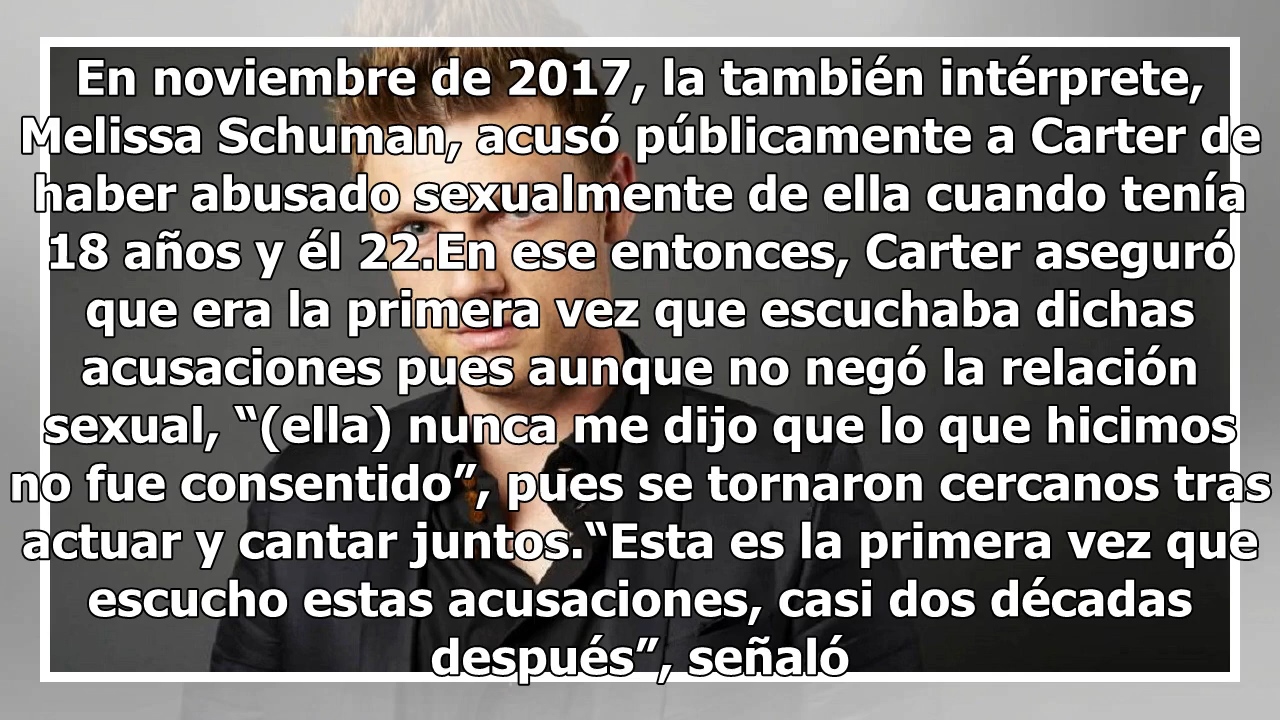 En noviembre de 2017, la también intérprete,
Melissa Schuman, acusó públicamente a Carter de
haber abusado sexualmente de ella cuando tenía
18 años y él 22.En ese entonces, Carter aseguró
que era la primera vez que escuchaba dichas
acusaciones pues aunque no negó la relación
sexual, “(ella) nunca me dijo que lo que hicimos
no fue consentido”, pues se tornaron cercanos tras
actuar y cantar juntos.“Esta es la primera vez que
escucho estas acusaciones, casi dos décadas
después”, señaló